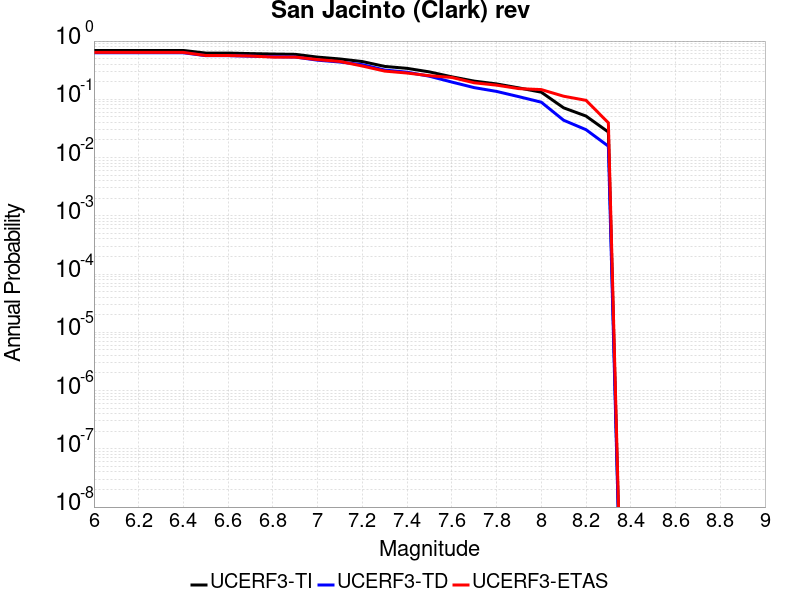 San Jacinto (Clark) rev
10^0
10^-1
10^-2
10^-3
10^-4
10^-5
10^-6
10^-7
10^-8
Annual Probability
6 6.2 6.4 6.6 6.8 7 7.2 7.4 7.6 7.8 8 8.2 8.4 8.6 8.8 9
Magnitude
UCERF3-TI UCERF3-TD UCERF3-ETAS